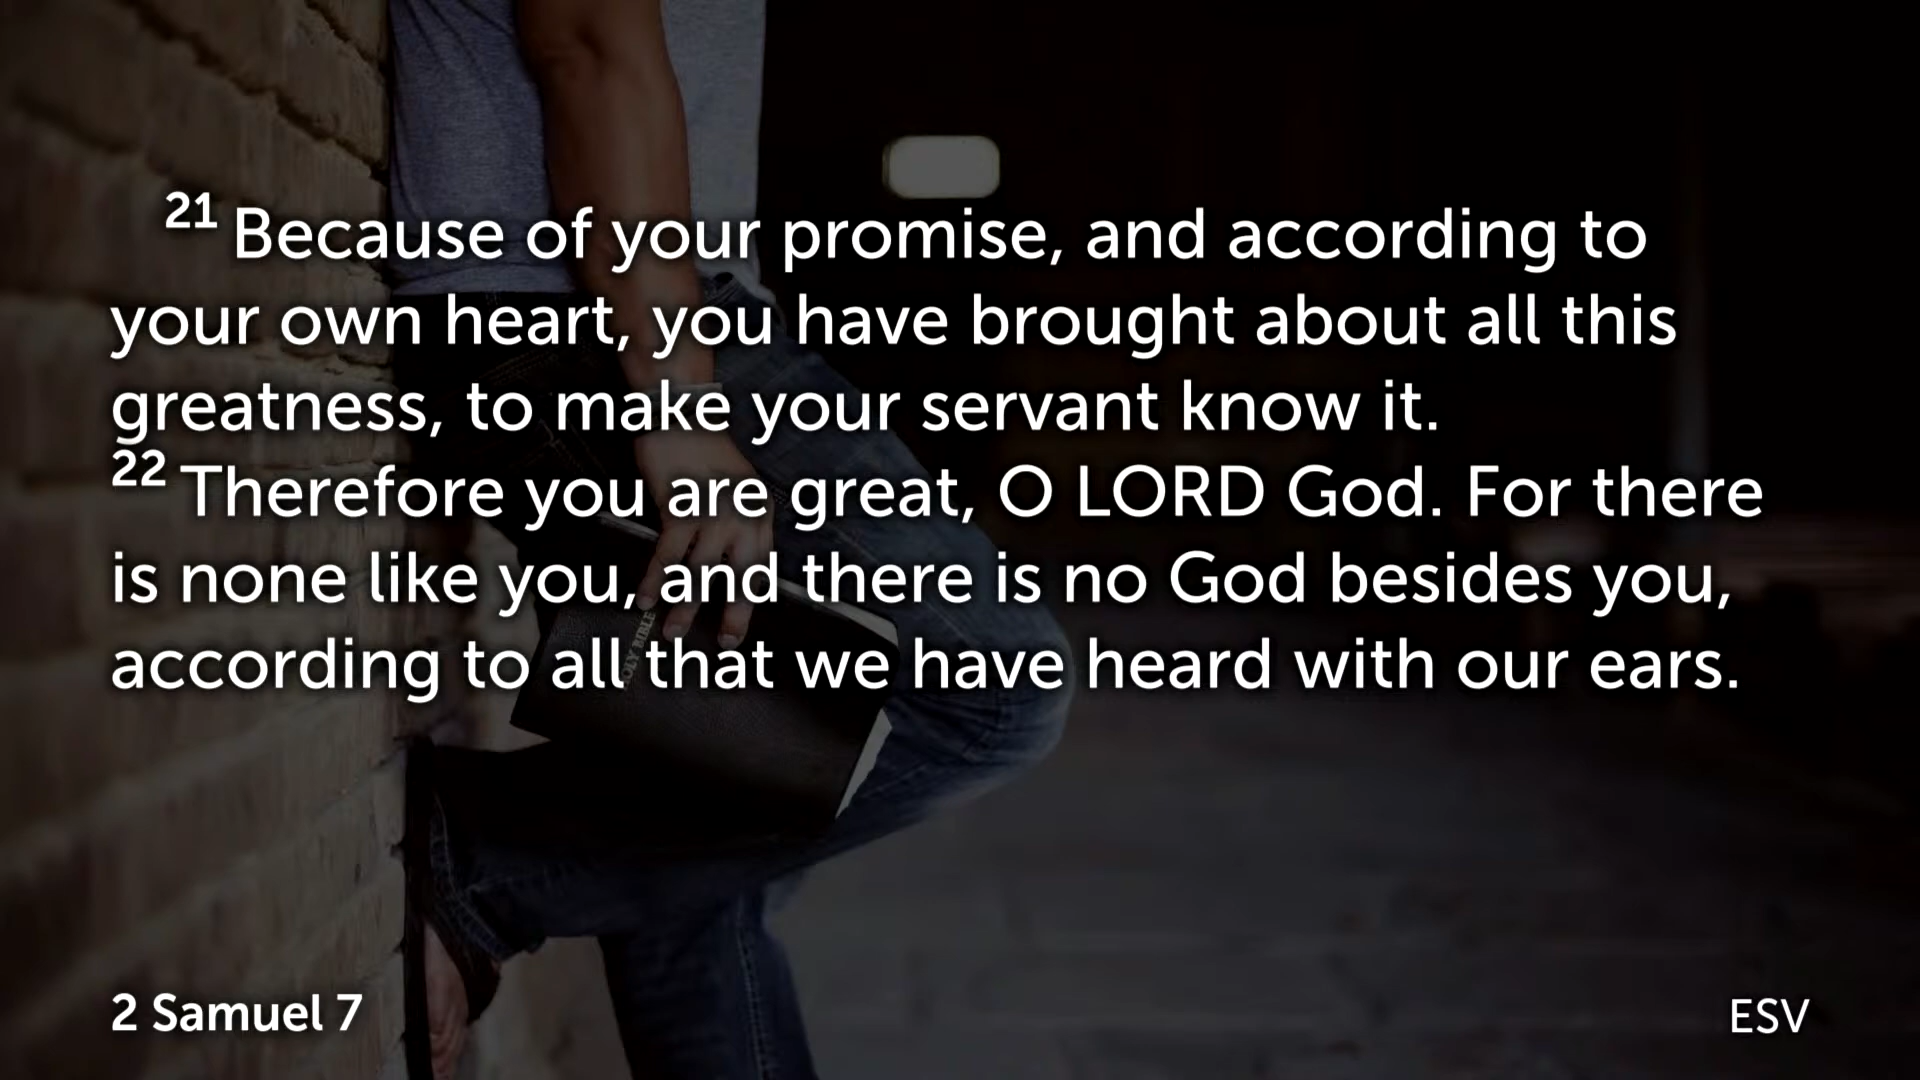 21 Because of your promise, and according to
your own heart, you have brought about all this
greatness, to make your servant know it.
22 Therefore you are great, O LORD God. For there
is none like you, and there is no God besides you,
according to all that we have heard with our ears.
HOLY BIBLE
2 Samuel 7
ESV